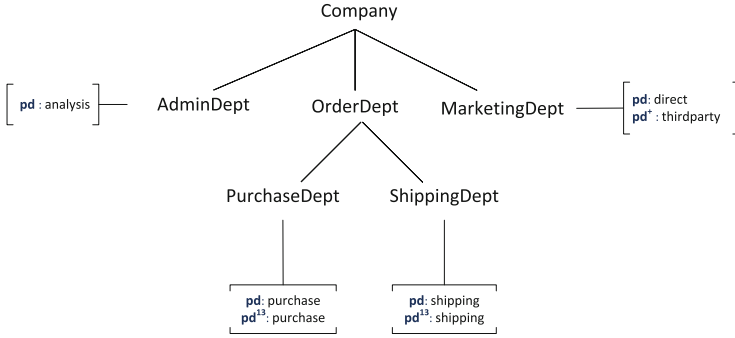 Company
pd : analysis
AdminDept
OrderDept
MarketingDept
pd: direct
pd⁺ : thirdparty
PurchaseDept
ShippingDept
pd: purchase
pd¹³: purchase
pd: shipping
pd¹³: shipping